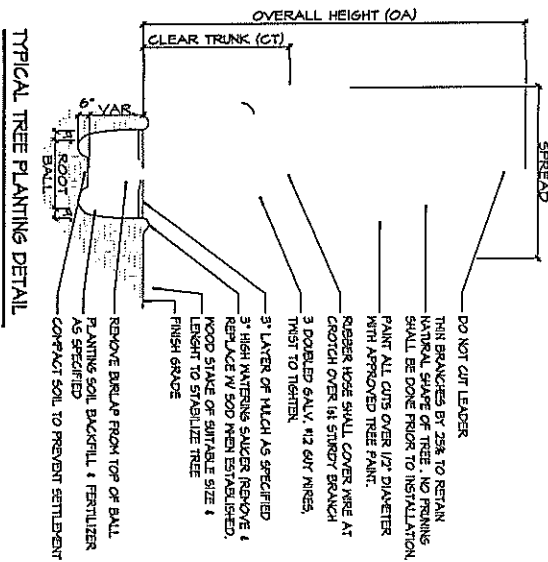 OVERALL HEIGHT (OA)
CLEAR TRUNK (CT)
SPREAD
6"
VAR.
ROOT
BALL
DO NOT CUT LEADER
THIN BRANCHES BY 25% TO RETAIN
NATURAL SHAPE OF TREE. NO PRUNING
SHALL BE DONE PRIOR TO INSTALLATION.
PAINT ALL CUTS OVER 1/2" DIAMETER
WITH APPROVED TREE PAINT.
RUBBER HOSE SHALL COVER WIRE AT
CROTCH OVER 1st STURDY BRANCH
3 DOUBLED GALV. #12 GUY WIRES,
TWIST TO TIGHTEN.
3" LAYER OF MULCH AS SPECIFIED
3" HIGH WATERING SAUCER (REMOVE &
REPLACE W/ SOD WHEN ESTABLISHED.
WOOD STAKE OF SUITABLE SIZE &
LENGHT TO STABILIZE TREE
FINISH GRADE
REMOVE BURLAP FROM TOP OF BALL
PLANTING SOIL BACKFILL & FERTILIZER
AS SPECIFIED
COMPACT SOIL TO PREVENT SETTLEMENT
TYPICAL TREE PLANTING DETAIL